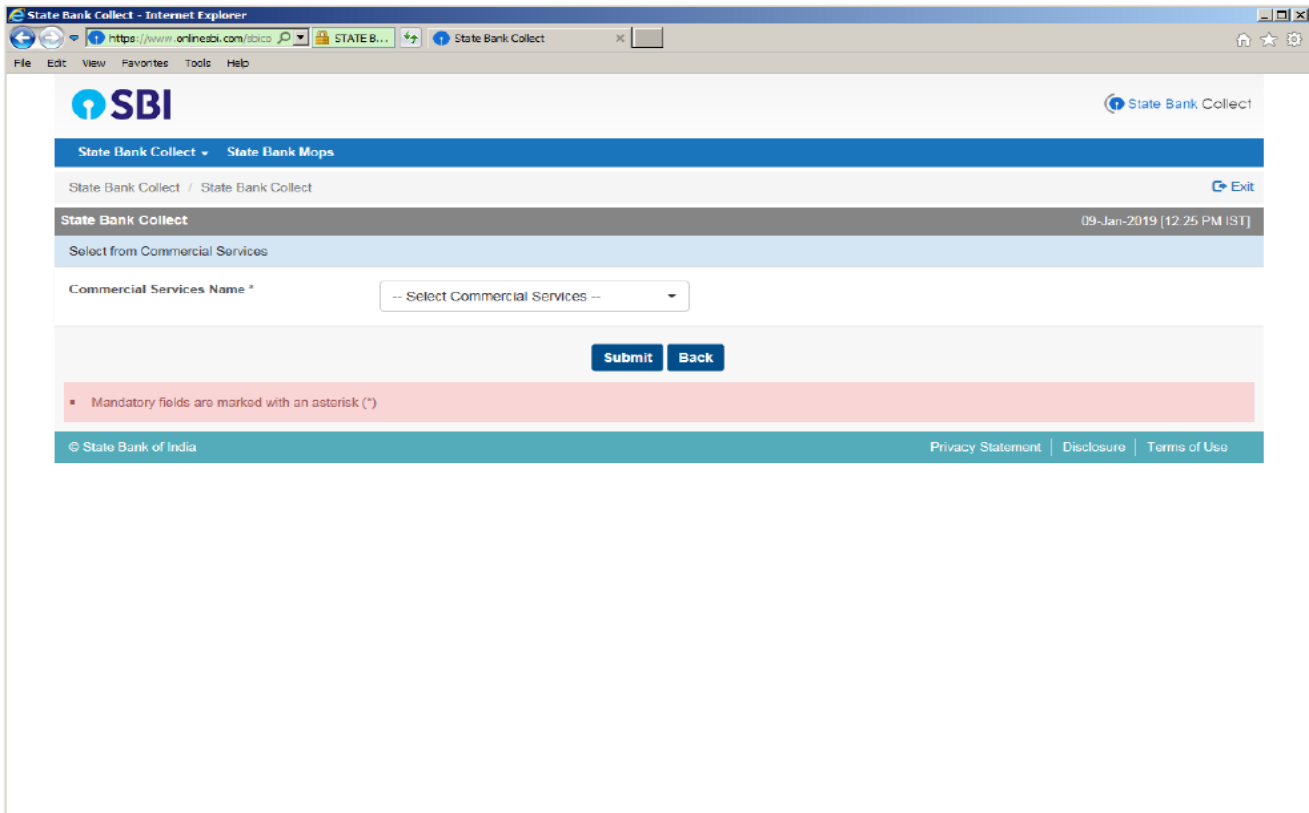 State Bank Collect - Internet Explorer
https://www.onlinesbi.com/sbico STATE B... State Bank Collect
File Edit View Favorites Tools Help
SBI State Bank Collect
State Bank Collect State Bank Mops
State Bank Collect / State Bank Collect Exit
State Bank Collect 09-Jan-2019 [12:25 PM IST]
Select from Commercial Services
Commercial Services Name * -- Select Commercial Services --
Submit Back
Mandatory fields are marked with an asterisk (*)
© State Bank of India Privacy Statement Disclosure Terms of Use